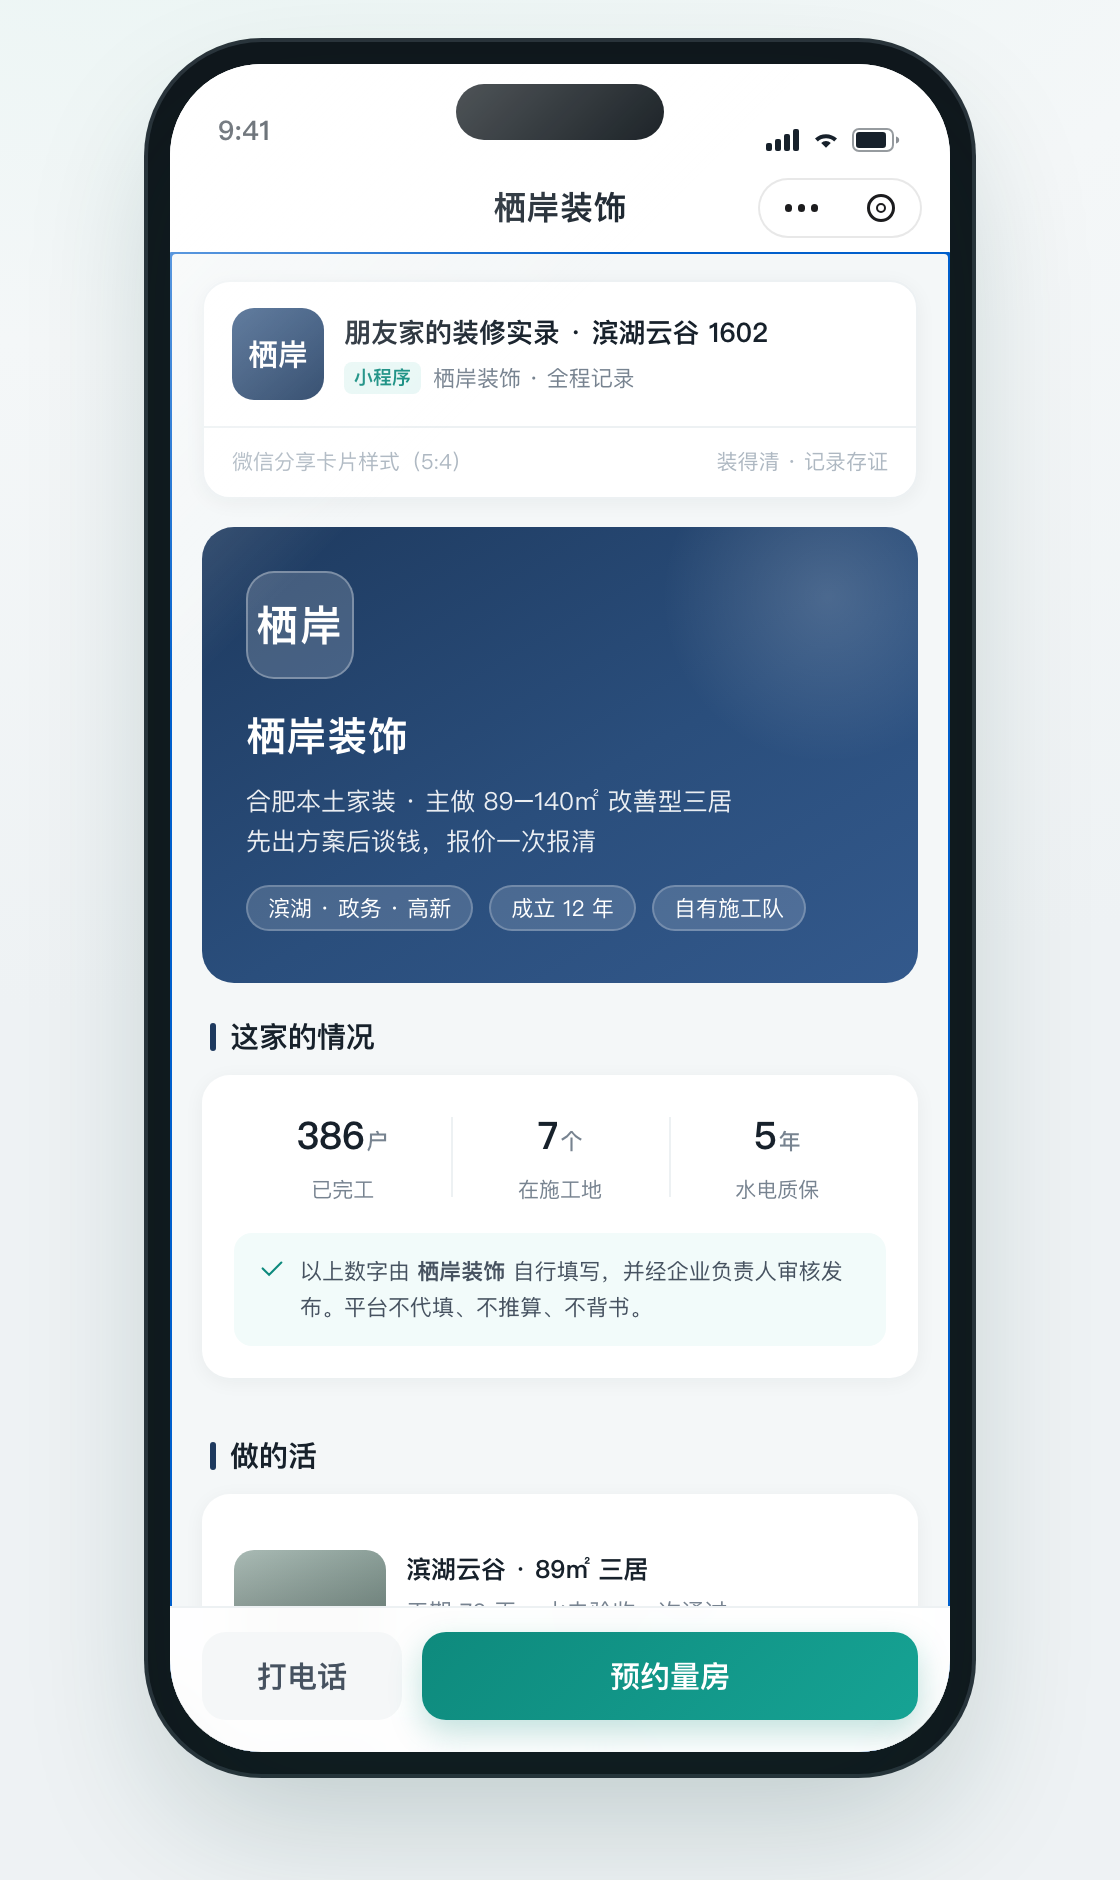 9:41
栖岸装饰
栖岸
朋友家的装修实录 · 滨湖云谷 1602
小程序 栖岸装饰 · 全程记录
微信分享卡片样式（5:4） 装得清 · 记录存证
栖岸
栖岸装饰
合肥本土家装 · 主做 89—140㎡ 改善型三居
先出方案后谈钱，报价一次报清
滨湖 · 政务 · 高新 成立 12 年 自有施工队
这家的情况
386户 7个 5年
已完工 在施工地 水电质保
以上数字由 栖岸装饰 自行填写，并经企业负责人审核发
布。平台不代填、不推算、不背书。
做的活
滨湖云谷 · 89㎡ 三居
打电话 预约量房